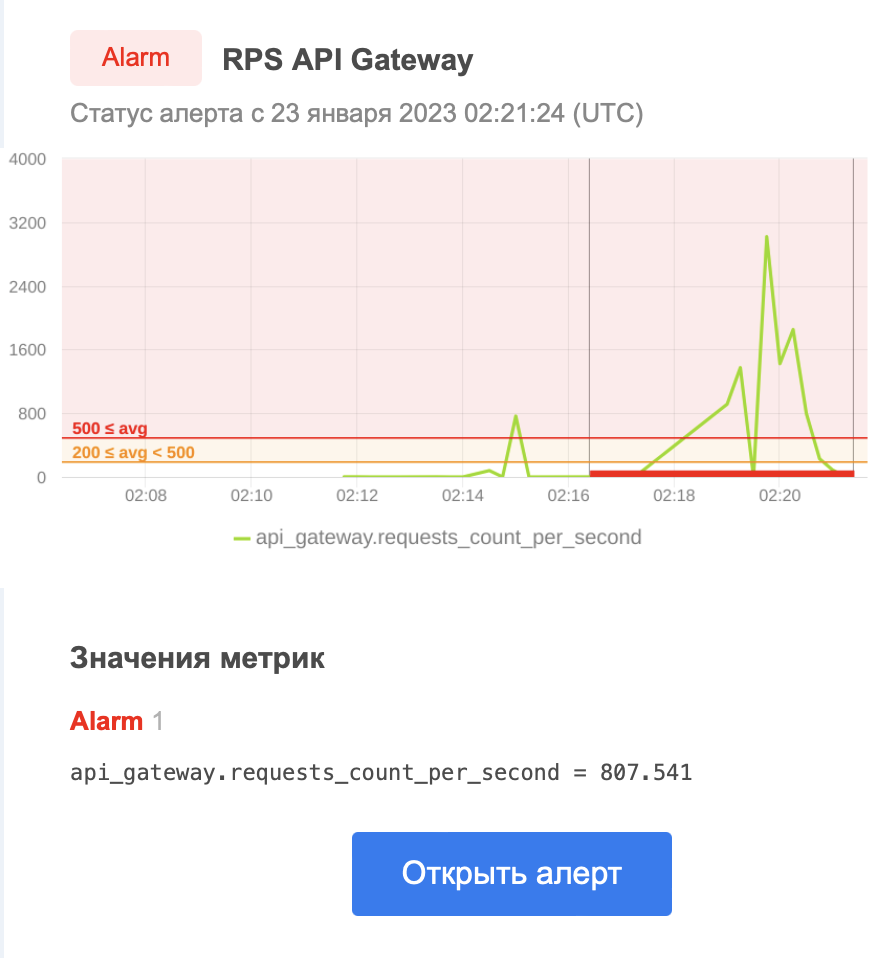 Alarm RPS API Gateway
Статус алерта с 23 января 2023 02:21:24 (UTC)
4000
3200
2400
1600
800
500 ≤ avg
200 ≤ avg < 500
0
02:08 02:10 02:12 02:14 02:16 02:18 02:20
api_gateway.requests_count_per_second
Значения метрик
Alarm 1
api_gateway.requests_count_per_second = 807.541
Открыть алерт